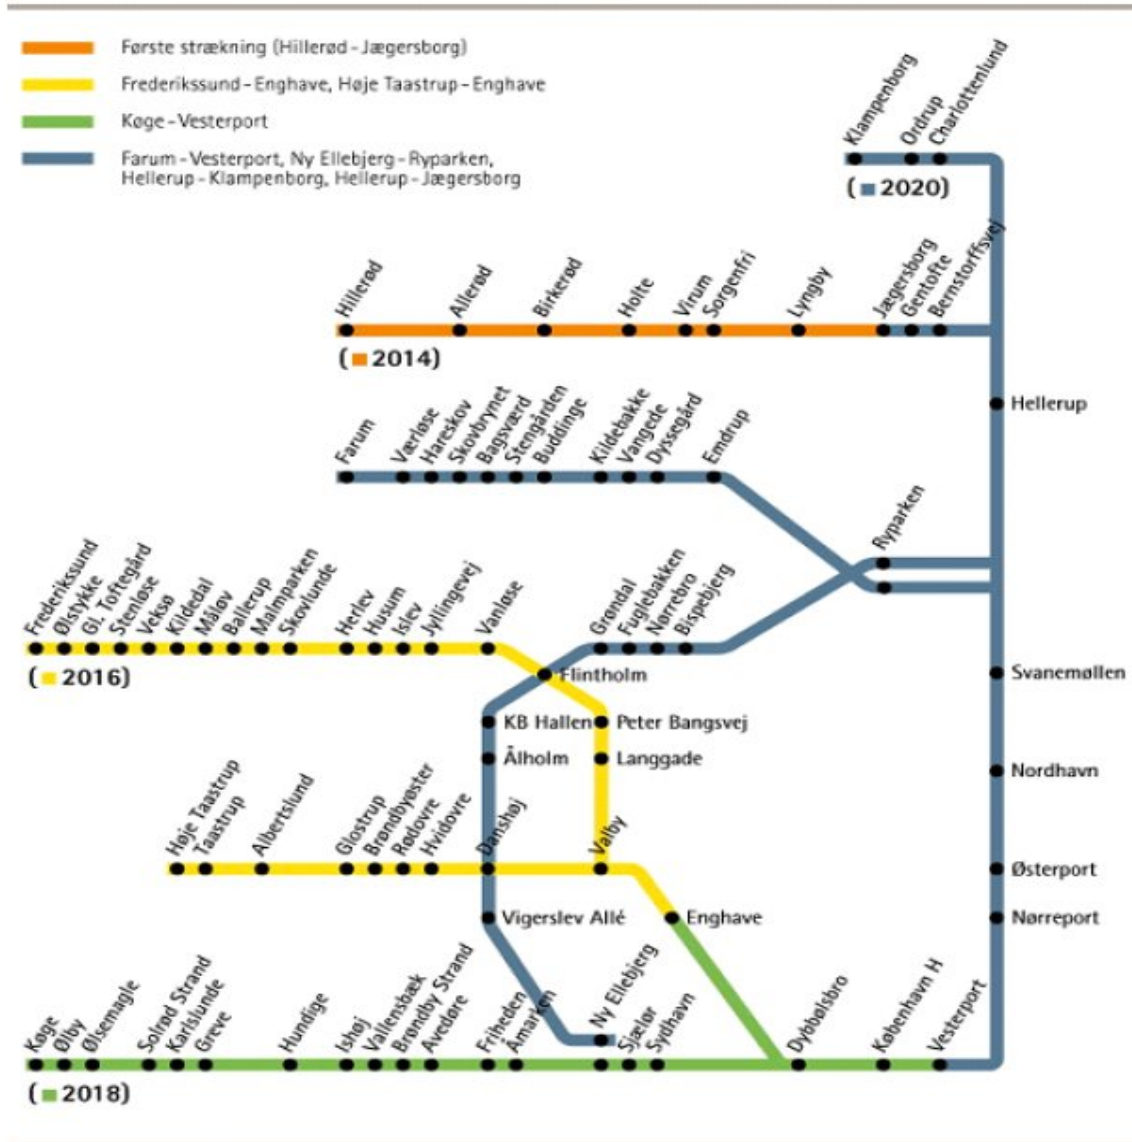 Første strækning (Hillerød - Jægersborg)
Frederikssund - Enghave, Høje Taastrup - Enghave
Køge - Vesterport
Farum - Vesterport, Ny Ellebjerg - Ryparken,
Hellerup - Klampenborg, Hellerup - Jægersborg
Klampenborg
Ordrup
Charlottenlund
(2020)
Hillerød
Allerød
Birkerød
Holte
Virum
Sorgenfri
Lyngby
Jægersborg
Gentofte
Bernstorffsvej
(2014)
Hellerup
Farum
Værløse
Hareskov
Skovbrynet
Bagsværd
Stengården
Buddinge
Kildebakke
Vangede
Dyssegård
Emdrup
Ryparken
Frederikssund
Ølstykke
Gl. Toftegård
Stenløse
Veksø
Kildedal
Måløv
Ballerup
Malmparken
Skovlunde
Herlev
Husum
Islev
Jyllingevej
Vanløse
Grøndal
Fuglebakken
Nørrebro
Bispebjerg
(2016)
Flintholm
Svanemøllen
KB Hallen
Peter Bangsvej
Ålholm
Langgade
Nordhavn
Høje Taastrup
Taastrup
Albertslund
Glostrup
Brøndbyøster
Rødovre
Hvidovre
Danshøj
Valby
Østerport
Vigerslev Allé
Enghave
Nørreport
Køge
Ølby
Ølsemagle
Solrød Strand
Karlslunde
Greve
Hundige
Ishøj
Vallensbæk
Brøndby Strand
Avedøre
Friheden
Åmarken
Ny Ellebjerg
Sjælør
Sydhavn
Dybbølsbro
København H
Vesterport
(2018)